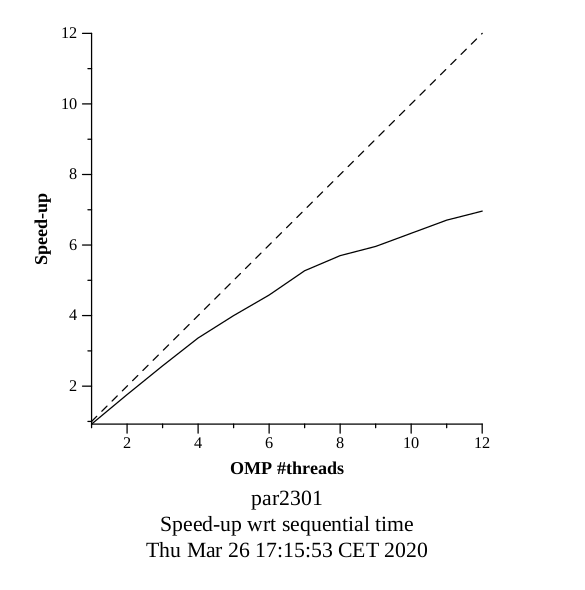 12
10
8
6
4
2
Speed-up
2 4 6 8 10 12
OMP #threads
par2301
Speed-up wrt sequential time
Thu Mar 26 17:15:53 CET 2020